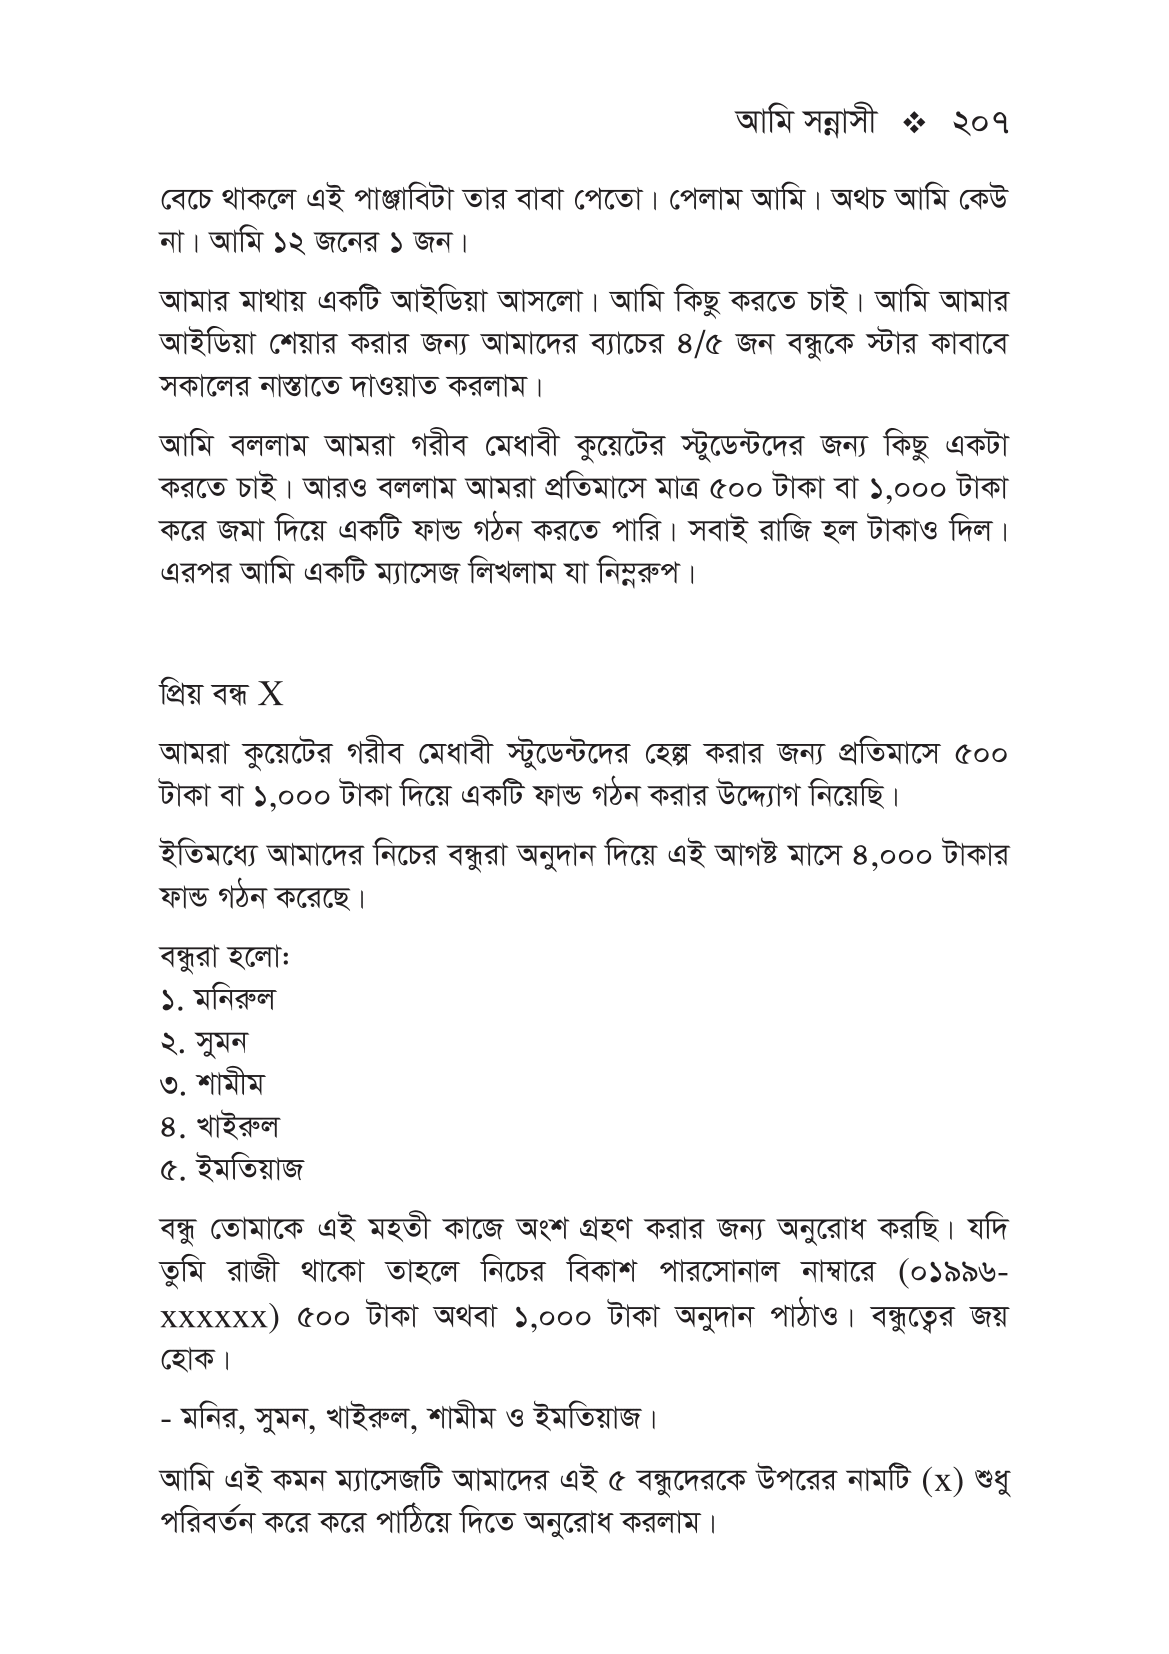 আমি সন্নাসী ❖ ২০৭
বেচে থাকলে এই পাঞ্জাবিটা তার বাবা পেতো। পেলাম আমি। অথচ আমি কেউ
না। আমি ১২ জনের ১ জন।
আমার মাথায় একটি আইডিয়া আসলো। আমি কিছু করতে চাই। আমি আমার
আইডিয়া শেয়ার করার জন্য আমাদের ব্যাচের ৪/৫ জন বন্ধুকে স্টার কাবাবে
সকালের নাস্তাতে দাওয়াত করলাম।
আমি বললাম আমরা গরীব মেধাবী কুয়েটের স্টুডেন্টদের জন্য কিছু একটা
করতে চাই। আরও বললাম আমরা প্রতিমাসে মাত্র ৫০০ টাকা বা ১,০০০ টাকা
করে জমা দিয়ে একটি ফান্ড গঠন করতে পারি। সবাই রাজি হল টাকাও দিল।
এরপর আমি একটি ম্যাসেজ লিখলাম যা নিম্নরুপ।
প্রিয় বন্ধ X
আমরা কুয়েটের গরীব মেধাবী স্টুডেন্টদের হেল্প করার জন্য প্রতিমাসে ৫০০
টাকা বা ১,০০০ টাকা দিয়ে একটি ফান্ড গঠন করার উদ্দ্যোগ নিয়েছি।
ইতিমধ্যে আমাদের নিচের বন্ধুরা অনুদান দিয়ে এই আগষ্ট মাসে ৪,০০০ টাকার
ফান্ড গঠন করেছে।
বন্ধুরা হলো:
১. মনিরুল
২. সুমন
৩. শামীম
৪. খাইরুল
৫. ইমতিয়াজ
বন্ধু তোমাকে এই মহতী কাজে অংশ গ্রহণ করার জন্য অনুরোধ করছি। যদি
তুমি রাজী থাকো তাহলে নিচের বিকাশ পারসোনাল নাম্বারে (০১৯৯৬-
xxxxxx) ৫০০ টাকা অথবা ১,০০০ টাকা অনুদান পাঠাও। বন্ধুত্বের জয়
হোক।
- মনির, সুমন, খাইরুল, শামীম ও ইমতিয়াজ।
আমি এই কমন ম্যাসেজটি আমাদের এই ৫ বন্ধুদেরকে উপরের নামটি (x) শুধু
পরিবর্তন করে করে পাঠিয়ে দিতে অনুরোধ করলাম।